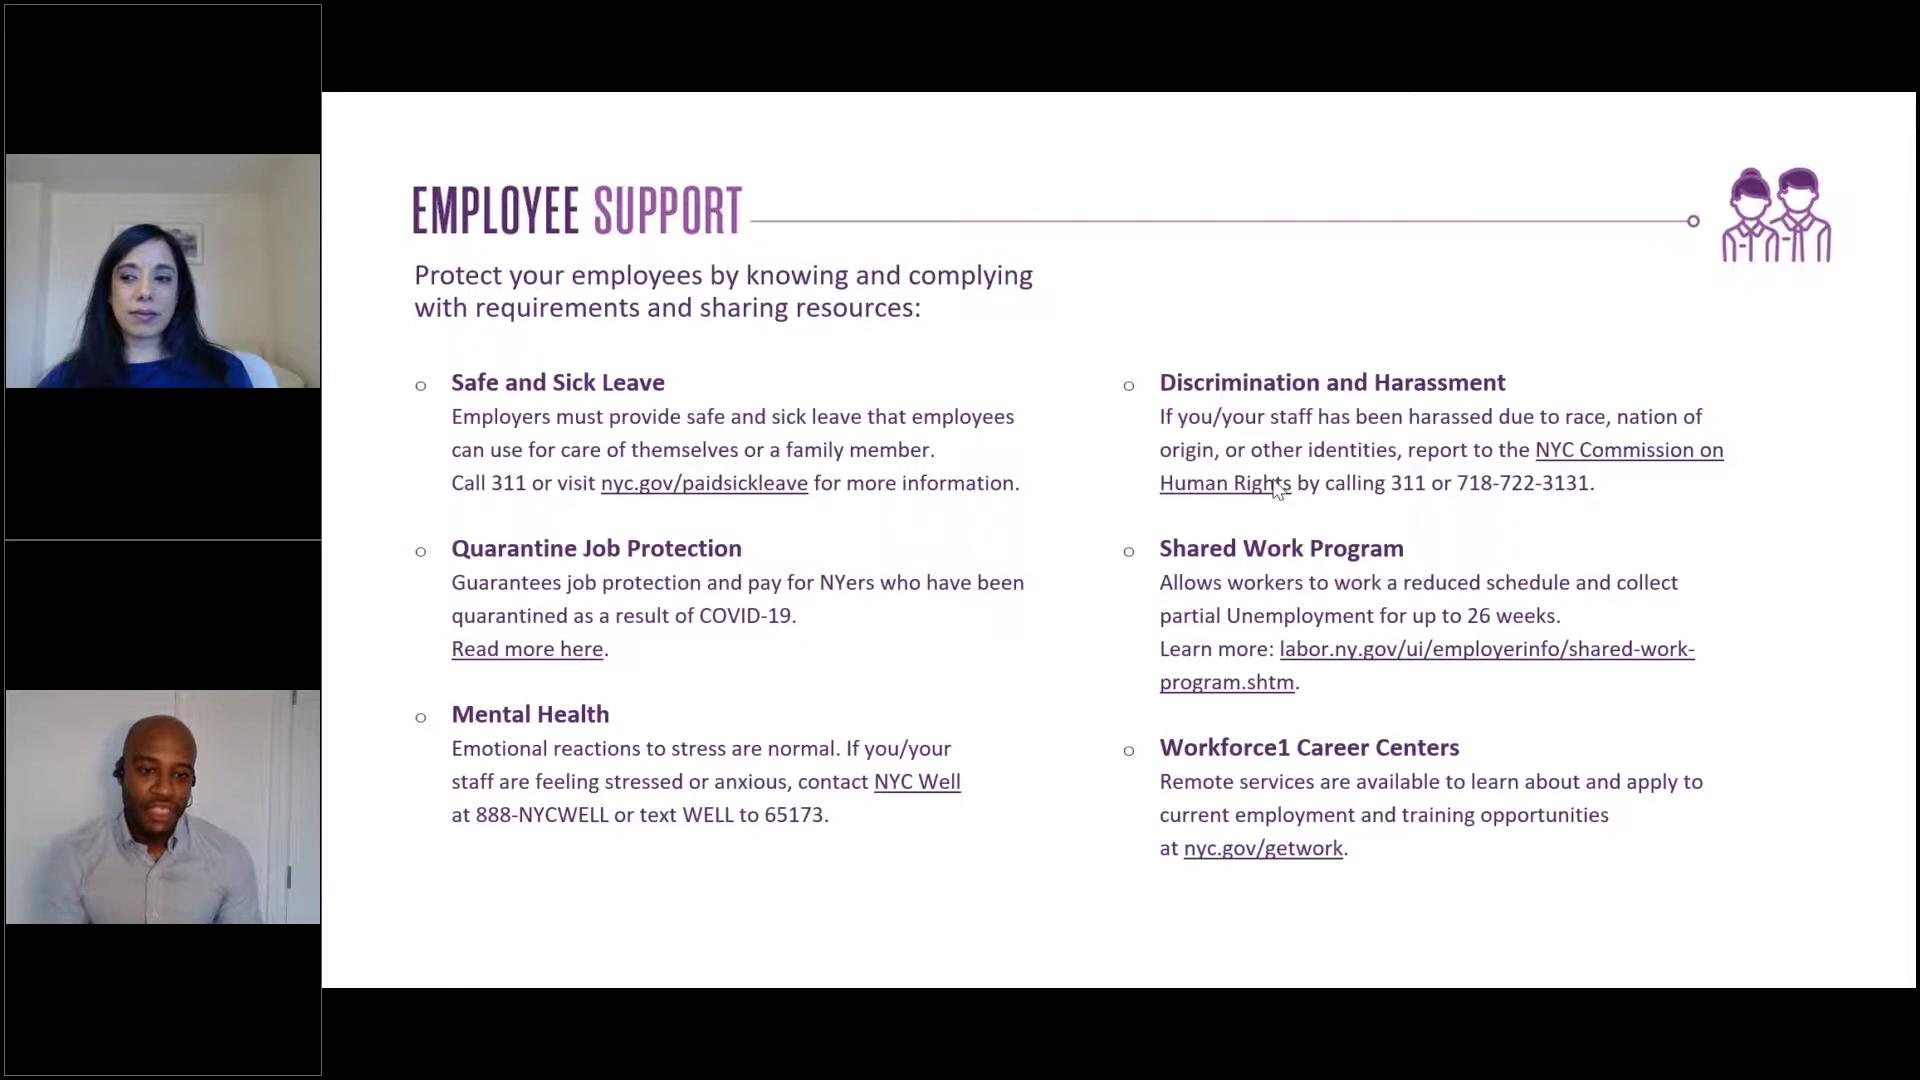 EMPLOYEE SUPPORT
Protect your employees by knowing and complying
with requirements and sharing resources:
o Safe and Sick Leave
Employers must provide safe and sick leave that employees
can use for care of themselves or a family member.
Call 311 or visit nyc.gov/paidsickleave for more information.
o Quarantine Job Protection
Guarantees job protection and pay for NYers who have been
quarantined as a result of COVID-19.
Read more here.
o Mental Health
Emotional reactions to stress are normal. If you/your
staff are feeling stressed or anxious, contact NYC Well
at 888-NYCWELL or text WELL to 65173.
o Discrimination and Harassment
If you/your staff has been harassed due to race, nation of
origin, or other identities, report to the NYC Commission on
Human Rights by calling 311 or 718-722-3131.
o Shared Work Program
Allows workers to work a reduced schedule and collect
partial Unemployment for up to 26 weeks.
Learn more: labor.ny.gov/ui/employerinfo/shared-work-
program.shtm.
o Workforce1 Career Centers
Remote services are available to learn about and apply to
current employment and training opportunities
at nyc.gov/getwork.